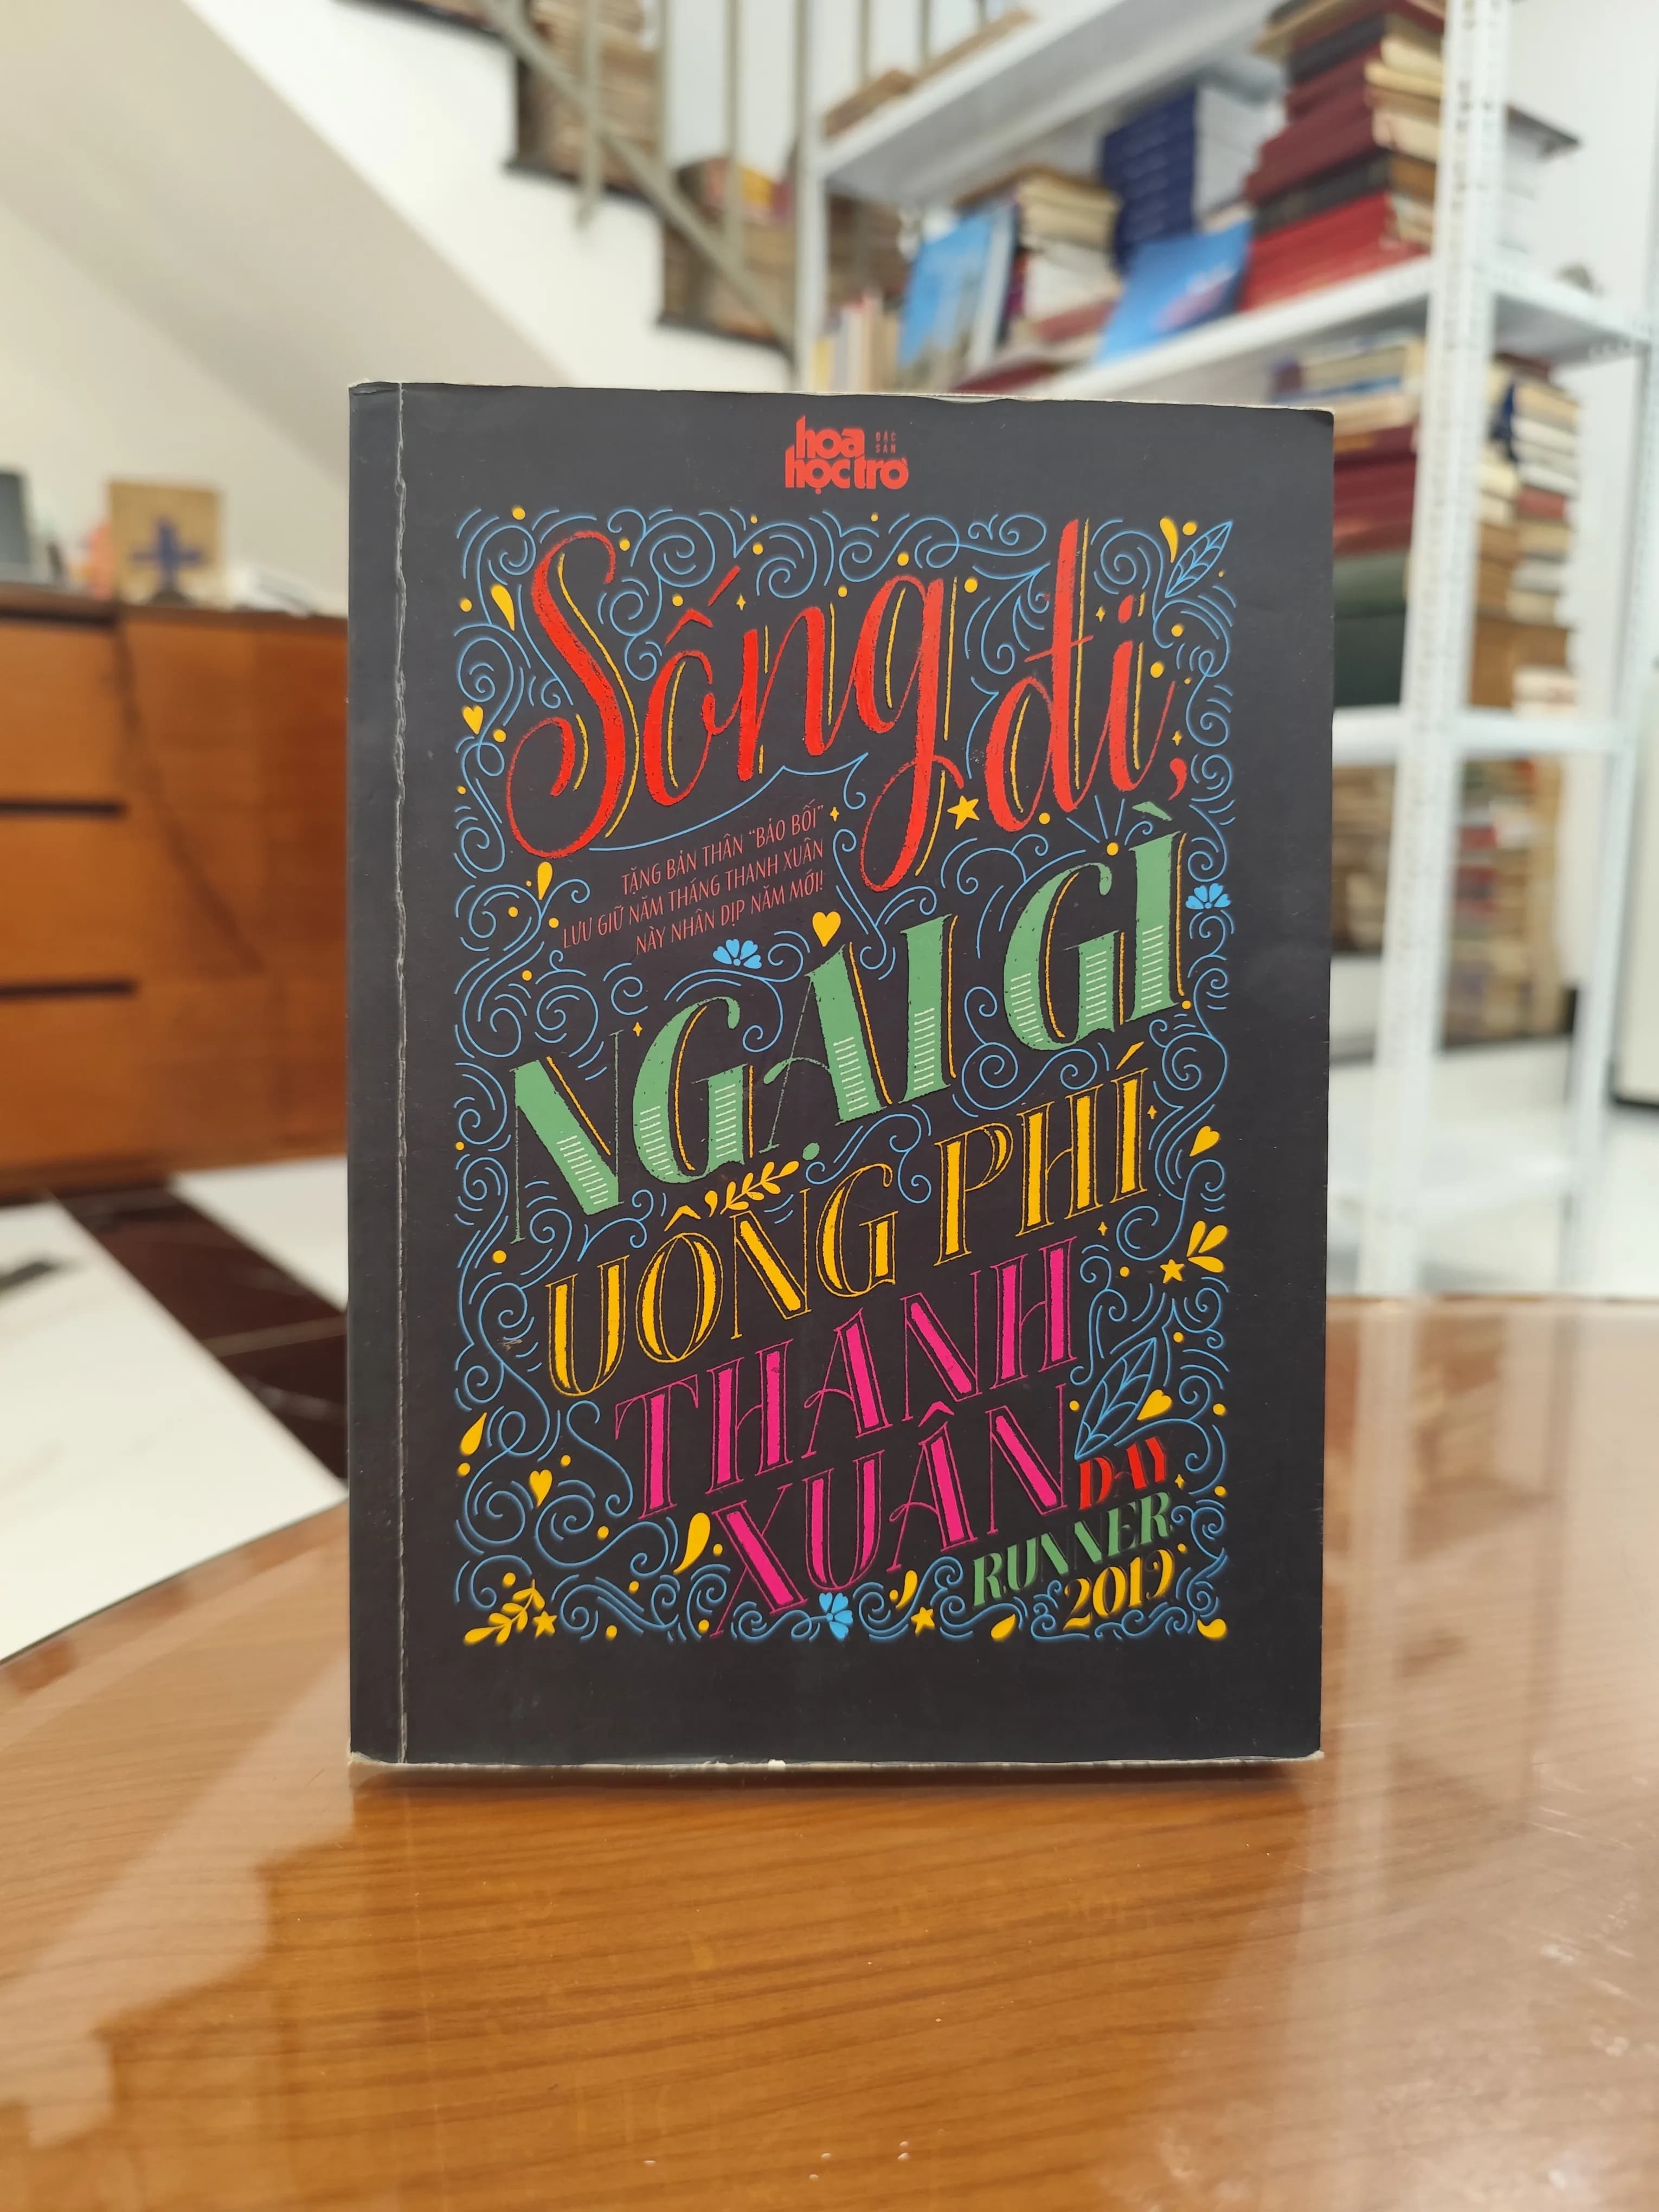 hoa
học trò
ĐẶC
SAN
Sống đi,
TẶNG BẢN THÂN "BẢO BỐI"
LƯU GIỮ NĂM THÁNG THANH XUÂN
NÀY NHÂN DỊP NĂM MỚI!
NGẠI GÌ
UỔNG PHÍ
THANH
XUÂN
DAY
RUNNER
2019